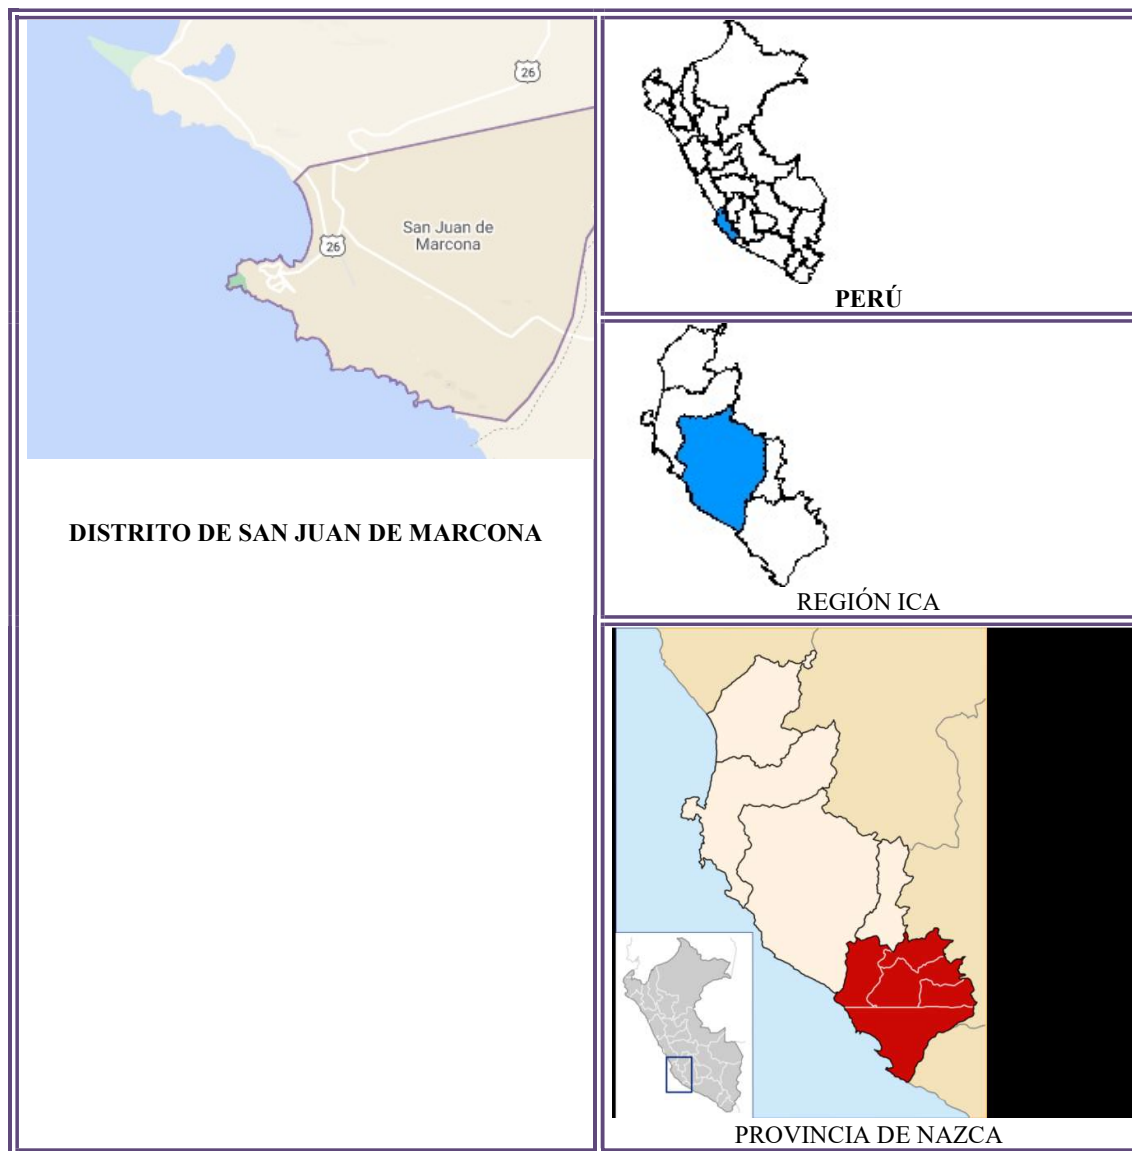 26
San Juan de
Marcona
26
DISTRITO DE SAN JUAN DE MARCONA
PERÚ
REGIÓN ICA
PROVINCIA DE NAZCA